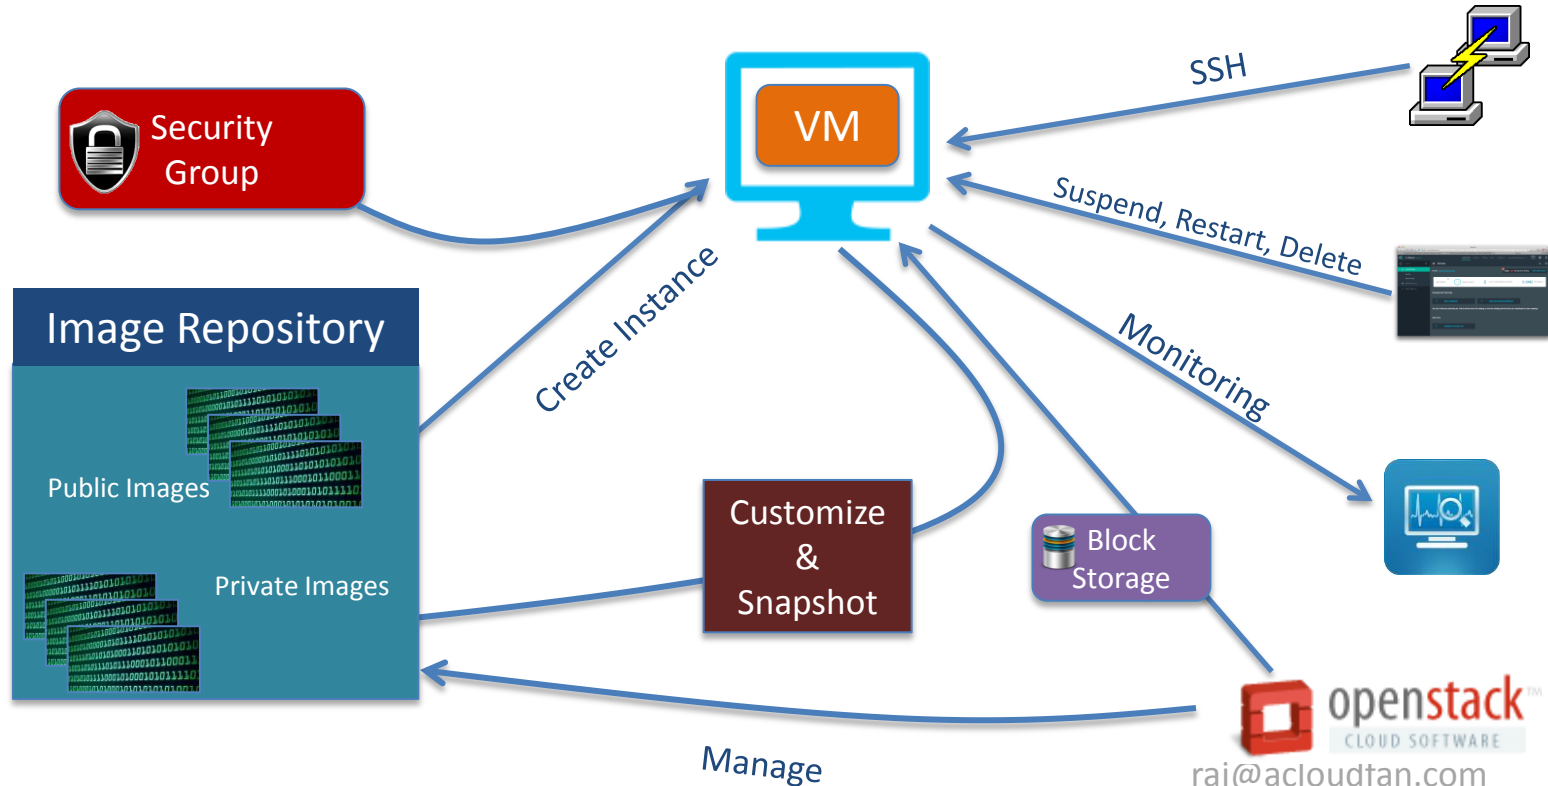 Security
Group
VM
SSH
Suspend, Restart, Delete
Create Instance
Monitoring
Image Repository
Public Images
Private Images
Customize
&
Snapshot
Block
Storage
Manage
openstack™
CLOUD SOFTWARE
rai@acloudtan.com